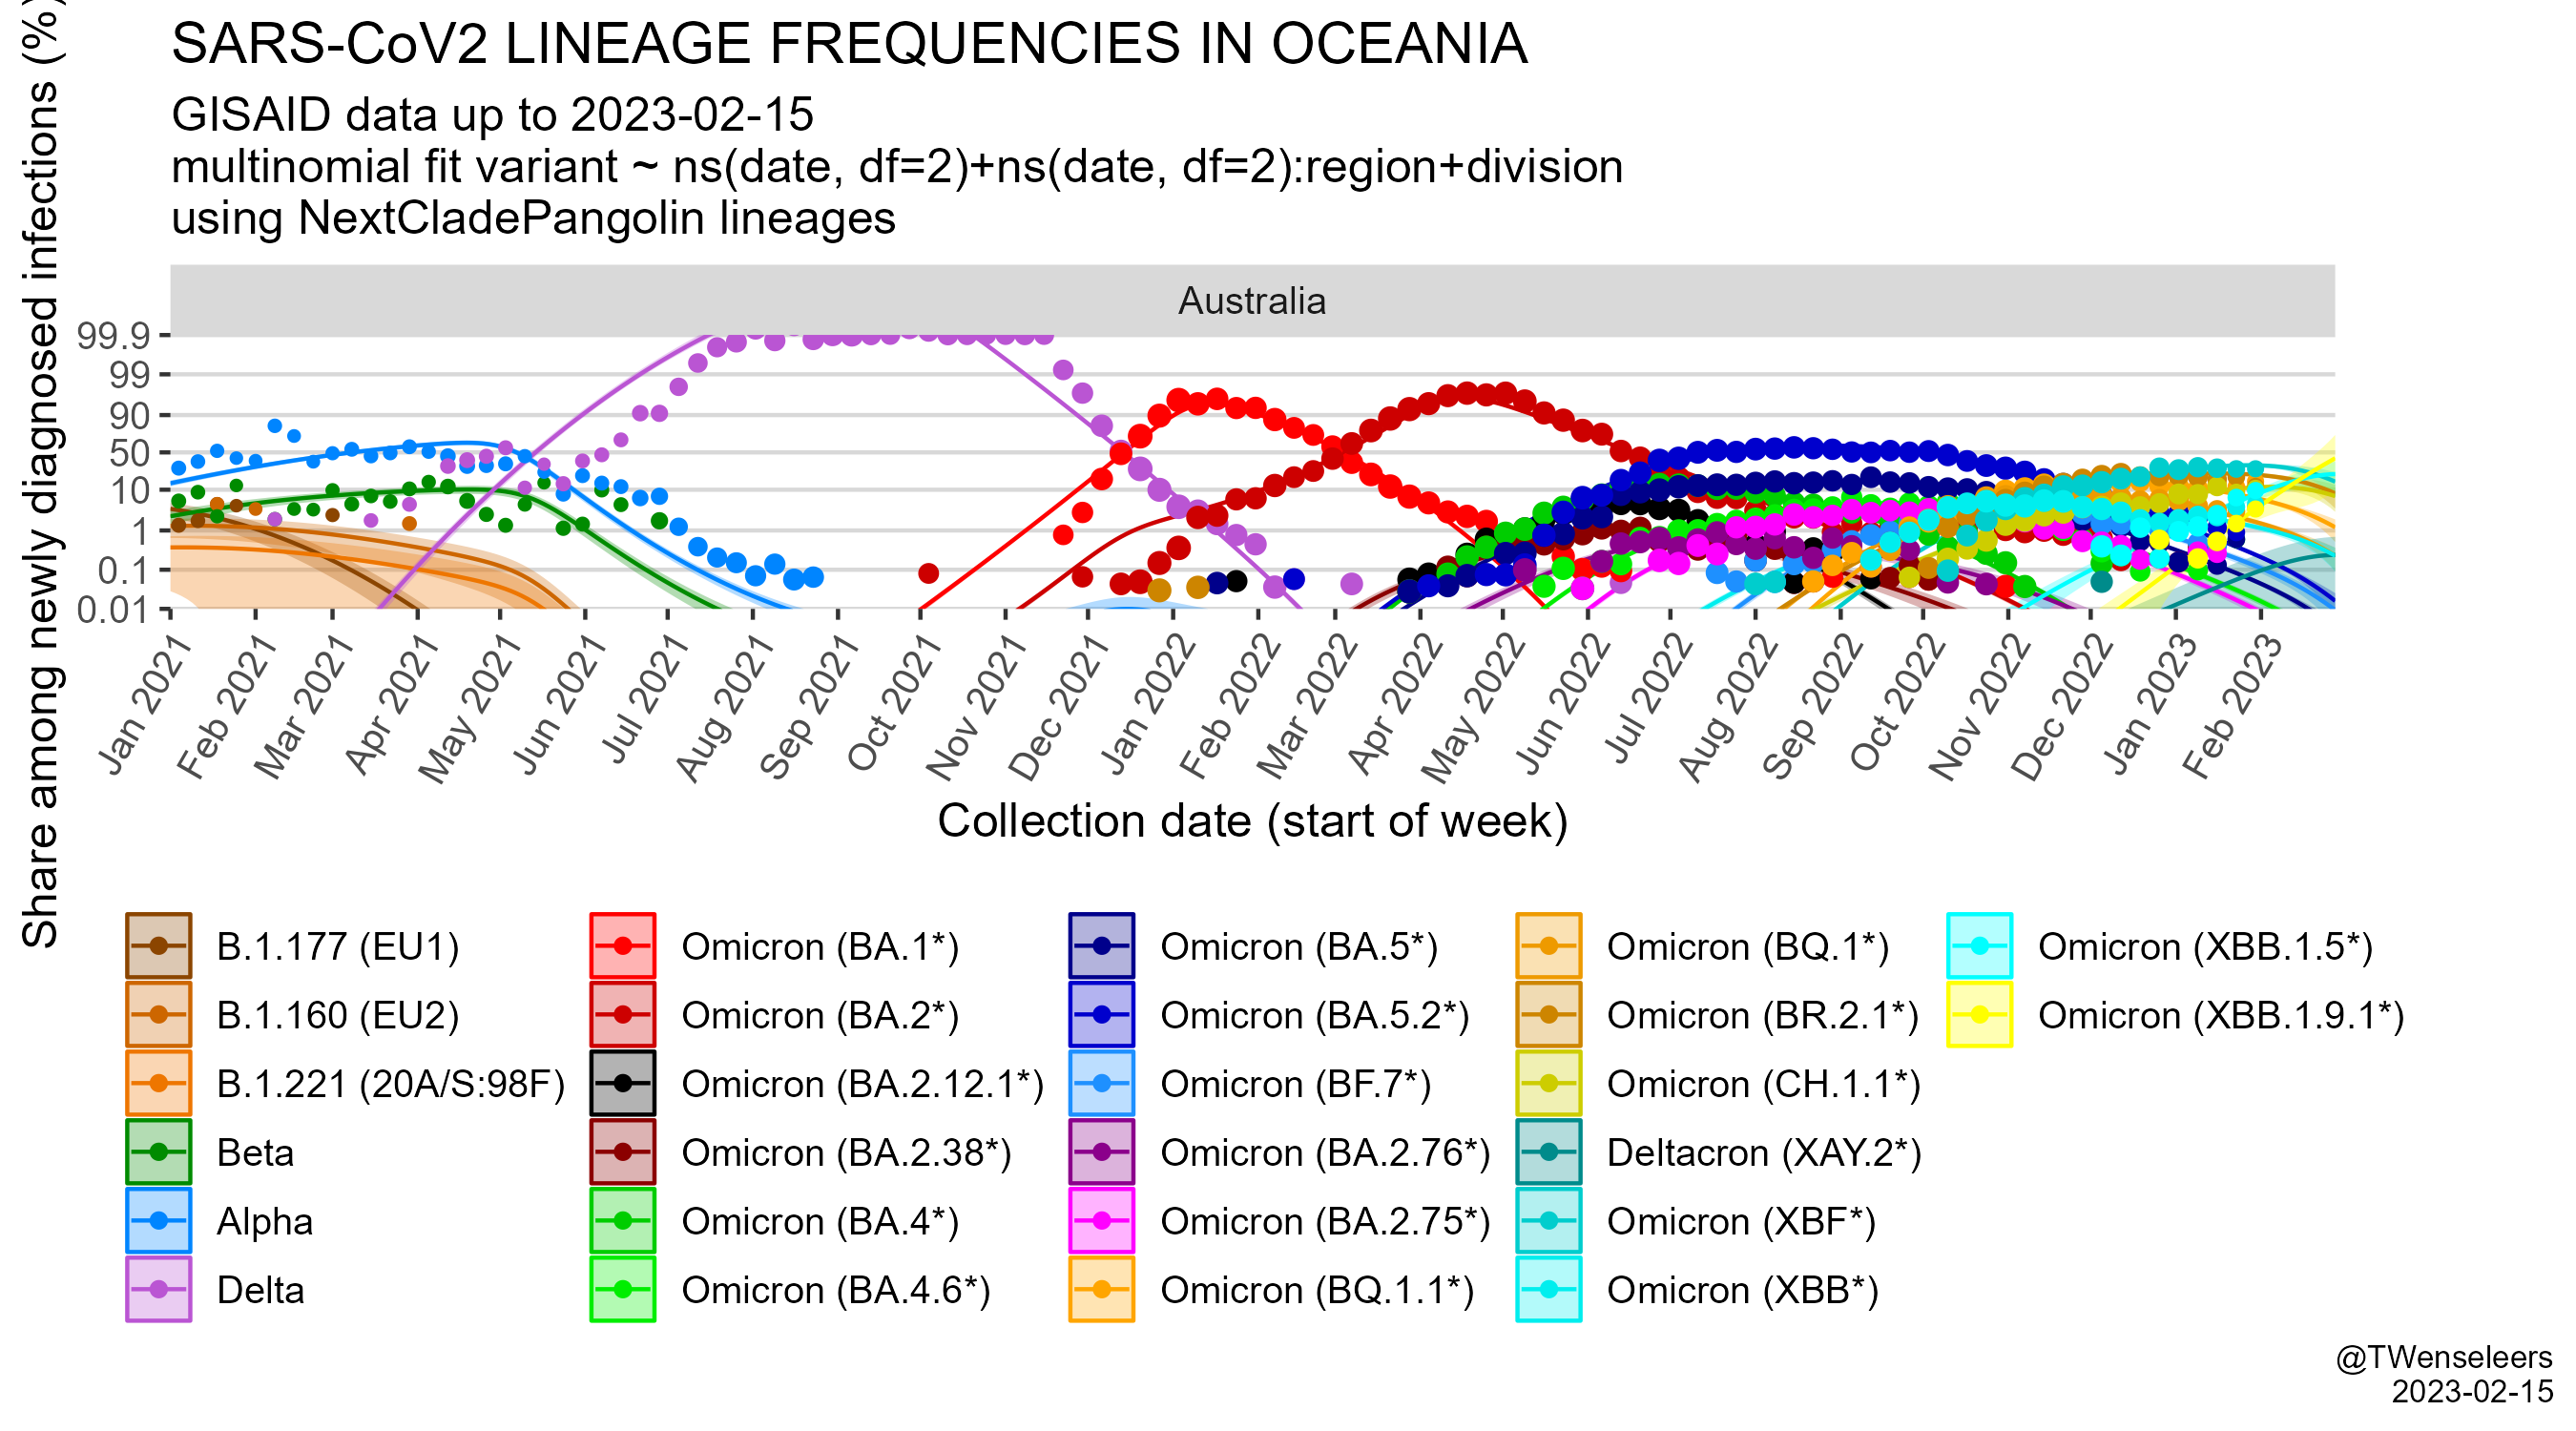 SARS-CoV2 LINEAGE FREQUENCIES IN OCEANIA
GISAID data up to 2023-02-15
multinomial fit variant ~ ns(date, df=2)+ns(date, df=2):region+division
using NextCladePangolin lineages
Australia
Share among newly diagnosed infections (%)
99.9
99
90
50
10
1
0.1
0.01
Jan 2021
Feb 2021
Mar 2021
Apr 2021
May 2021
Jun 2021
Jul 2021
Aug 2021
Sep 2021
Oct 2021
Nov 2021
Dec 2021
Jan 2022
Feb 2022
Mar 2022
Apr 2022
May 2022
Jun 2022
Jul 2022
Aug 2022
Sep 2022
Oct 2022
Nov 2022
Dec 2022
Jan 2023
Feb 2023
Collection date (start of week)
B.1.177 (EU1)
B.1.160 (EU2)
B.1.221 (20A/S:98F)
Beta
Alpha
Delta
Omicron (BA.1*)
Omicron (BA.2*)
Omicron (BA.2.12.1*)
Omicron (BA.2.38*)
Omicron (BA.4*)
Omicron (BA.4.6*)
Omicron (BA.5*)
Omicron (BA.5.2*)
Omicron (BF.7*)
Omicron (BA.2.76*)
Omicron (BA.2.75*)
Omicron (BQ.1.1*)
Omicron (BQ.1*)
Omicron (BR.2.1*)
Omicron (CH.1.1*)
Deltacron (XAY.2*)
Omicron (XBF*)
Omicron (XBB*)
Omicron (XBB.1.5*)
Omicron (XBB.1.9.1*)
@TWenseleers
2023-02-15